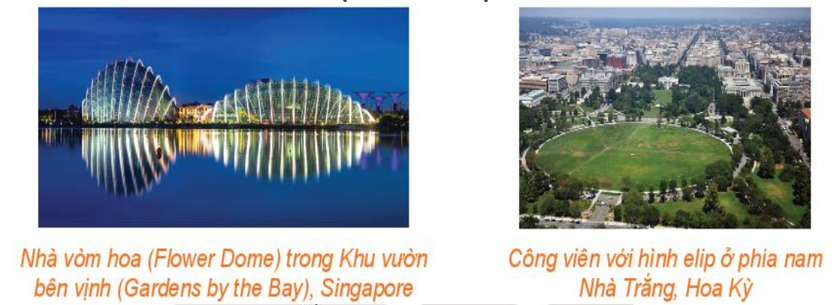 Nhà vòm hoa (Flower Dome) trong Khu vườn
bên vịnh (Gardens by the Bay), Singapore
Công viên với hình elip ở phía nam
Nhà Trắng, Hoa Kỳ